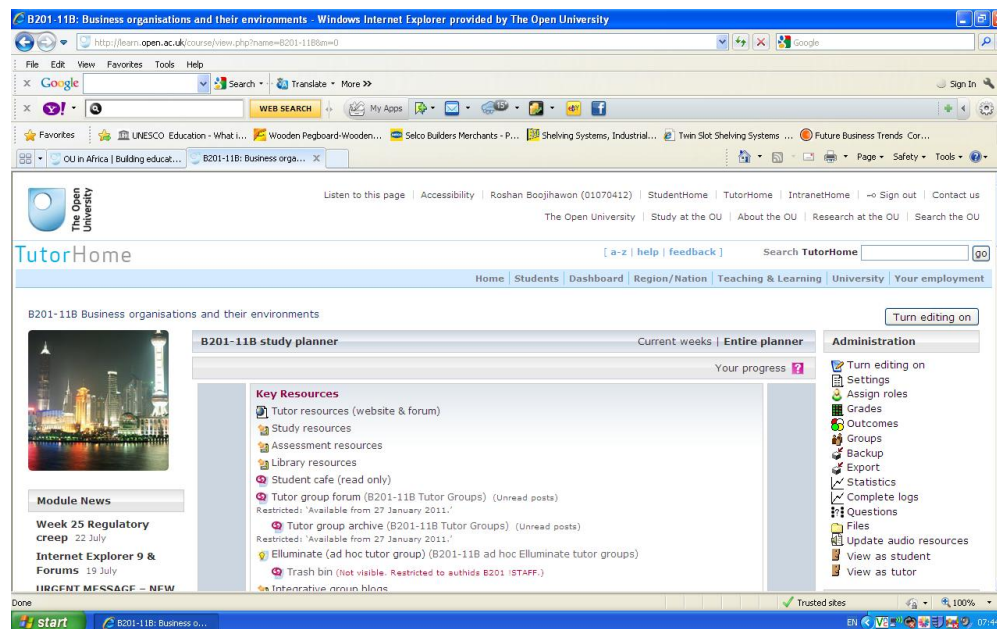 B201-11B: Business organisations and their environments - Windows Internet Explorer provided by The Open University
http://learn.open.ac.uk/course/view.php?name=B201-11B&m=0
Google
File Edit View Favorites Tools Help
x Google Search Translate More >> Sign In
x Y! WEB SEARCH My Apps eBY
Favorites UNESCO Education - What i... Wooden Pegboard-Wooden... Selco Builders Merchants - P... Shelving Systems, Industrial... Twin Slot Shelving Systems ... Future Business Trends Cor...
OU in Africa | Building educat... B201-11B: Business orga... X Page Safety Tools
The Open University
Listen to this page | Accessibility | Roshan Boojihawon (01070412) | StudentHome | TutorHome | IntranetHome | Sign out | Contact us
The Open University | Study at the OU | About the OU | Research at the OU | Search the OU
TutorHome [ a-z | help | feedback ] Search TutorHome go
Home | Students | Dashboard | Region/Nation | Teaching & Learning | University | Your employment
B201-11B Business organisations and their environments
Turn editing on
B201-11B study planner Current weeks | Entire planner
Your progress ?
Key Resources
Tutor resources (website & forum)
Study resources
Assessment resources
Library resources
Student cafe (read only)
Tutor group forum (B201-11B Tutor Groups) (Unread posts)
Restricted: 'Available from 27 January 2011.'
Tutor group archive (B201-11B Tutor Groups) (Unread posts)
Restricted: 'Available from 27 January 2011.'
Elluminate (ad hoc tutor group) (B201-11B ad hoc Elluminate tutor groups)
Trash bin (Not visible. Restricted to authids B201 !STAFF.)
Integrative group blogs
Module News
Week 25 Regulatory
creep 22 July
Internet Explorer 9 &
Forums 19 July
URGENT MESSAGE – NEW
Administration
Turn editing on
Settings
Assign roles
Grades
Outcomes
Groups
Backup
Export
Statistics
Complete logs
Questions
Files
Update audio resources
View as student
View as tutor
Done Trusted sites 100%
start B201-11B: Business o... EN